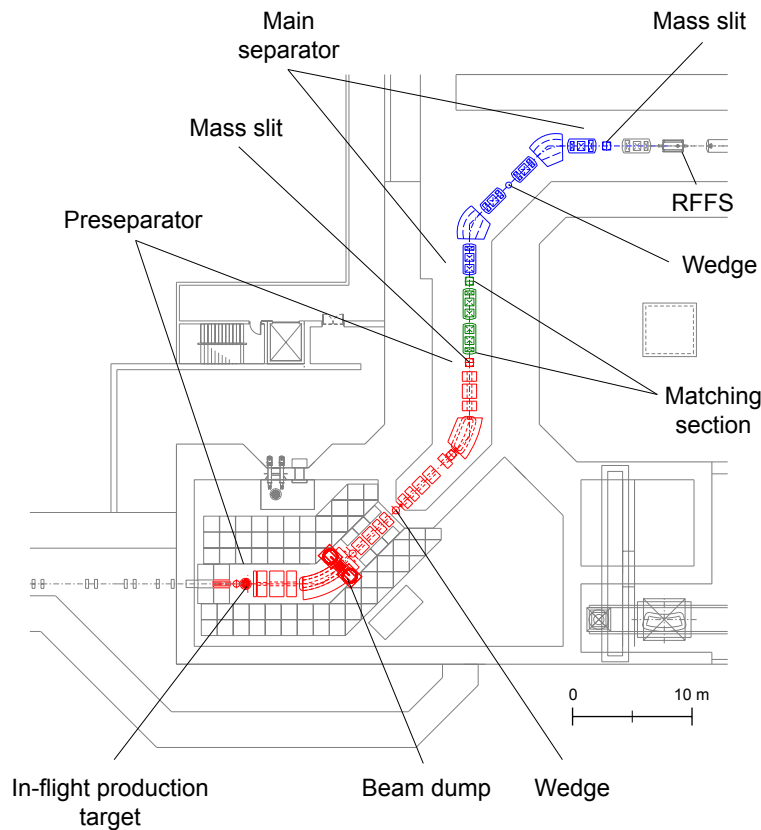 Main
separator
Mass slit
Mass slit
RFFS
Preseparator
Wedge
Matching
section
0
10 m
In-flight production
target
Beam dump
Wedge